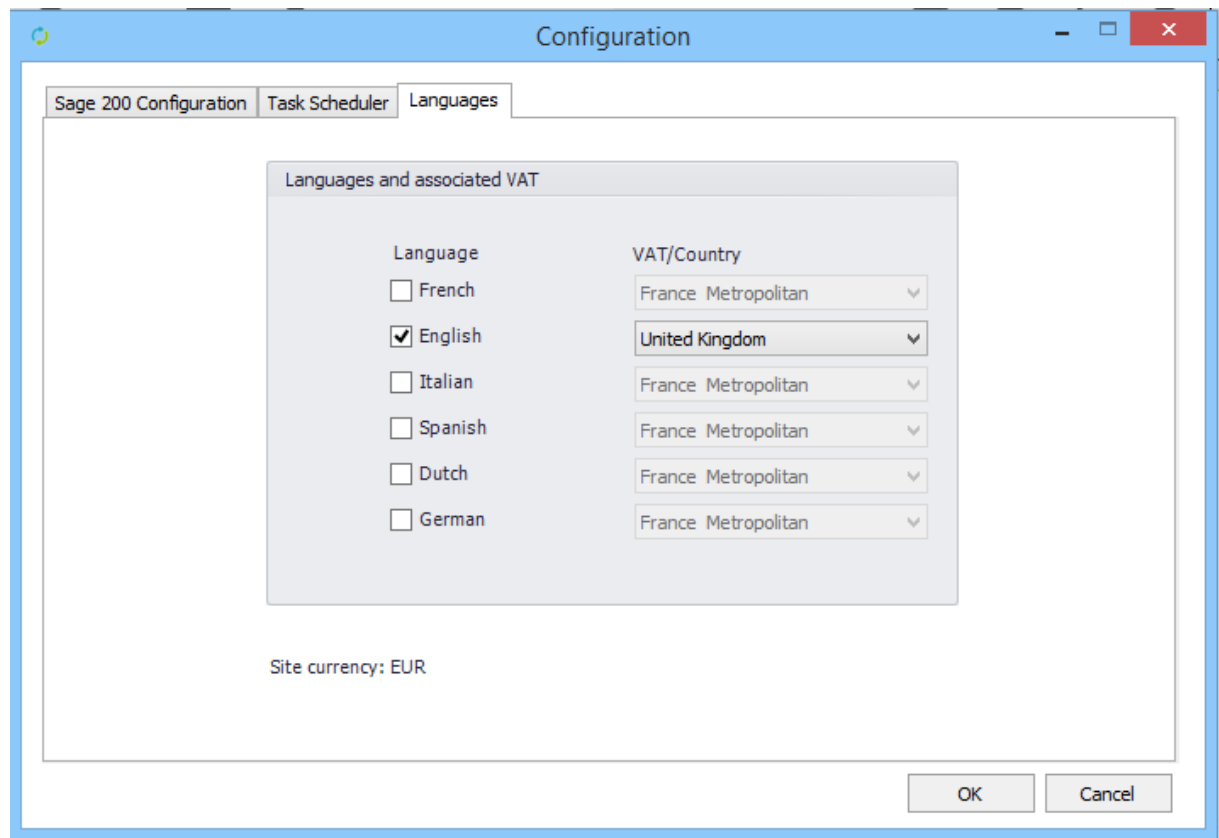 Configuration
Sage 200 Configuration Task Scheduler Languages
Languages and associated VAT
Language VAT/Country
French France Metropolitan
English United Kingdom
Italian France Metropolitan
Spanish France Metropolitan
Dutch France Metropolitan
German France Metropolitan
Site currency: EUR
OK Cancel